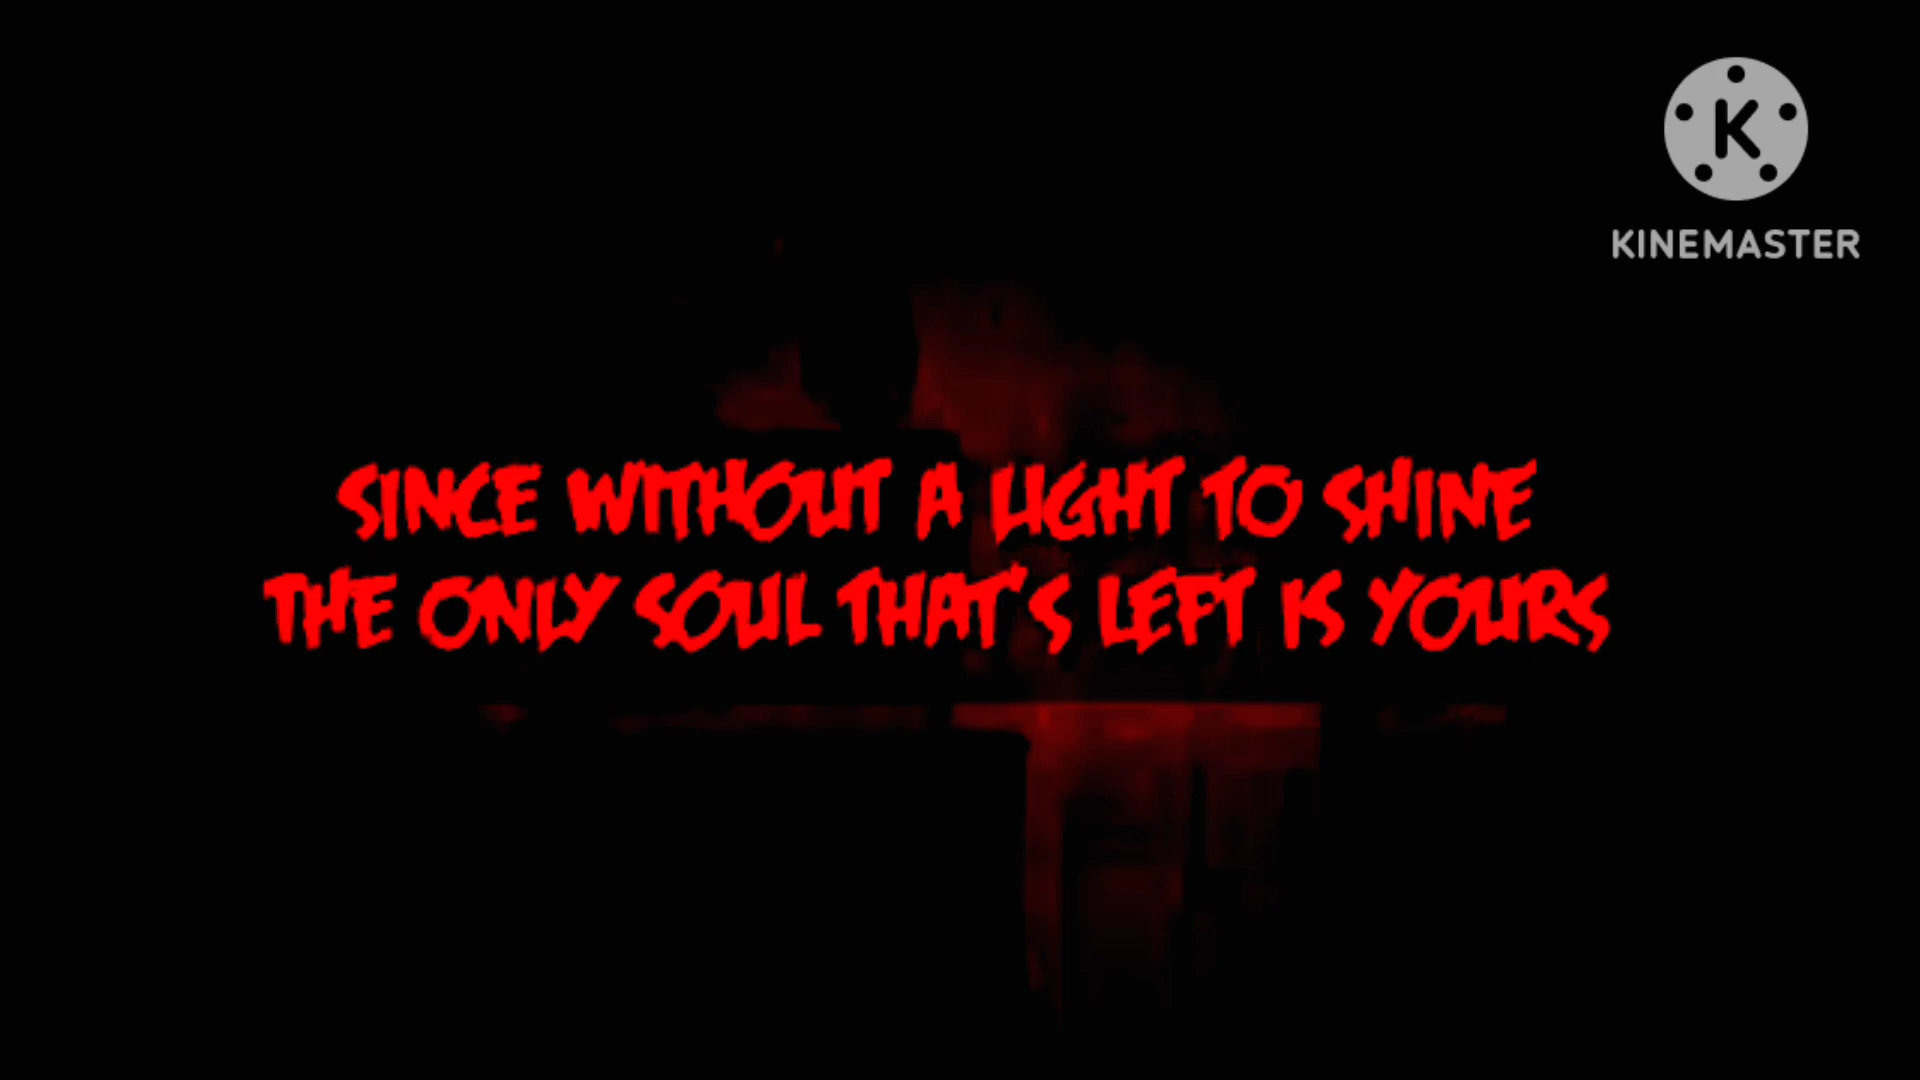 K
KINEMASTER
SINCE WITHOUT A LIGHT TO SHINE
THE ONLY SOUL THAT'S LEFT IS YOURS